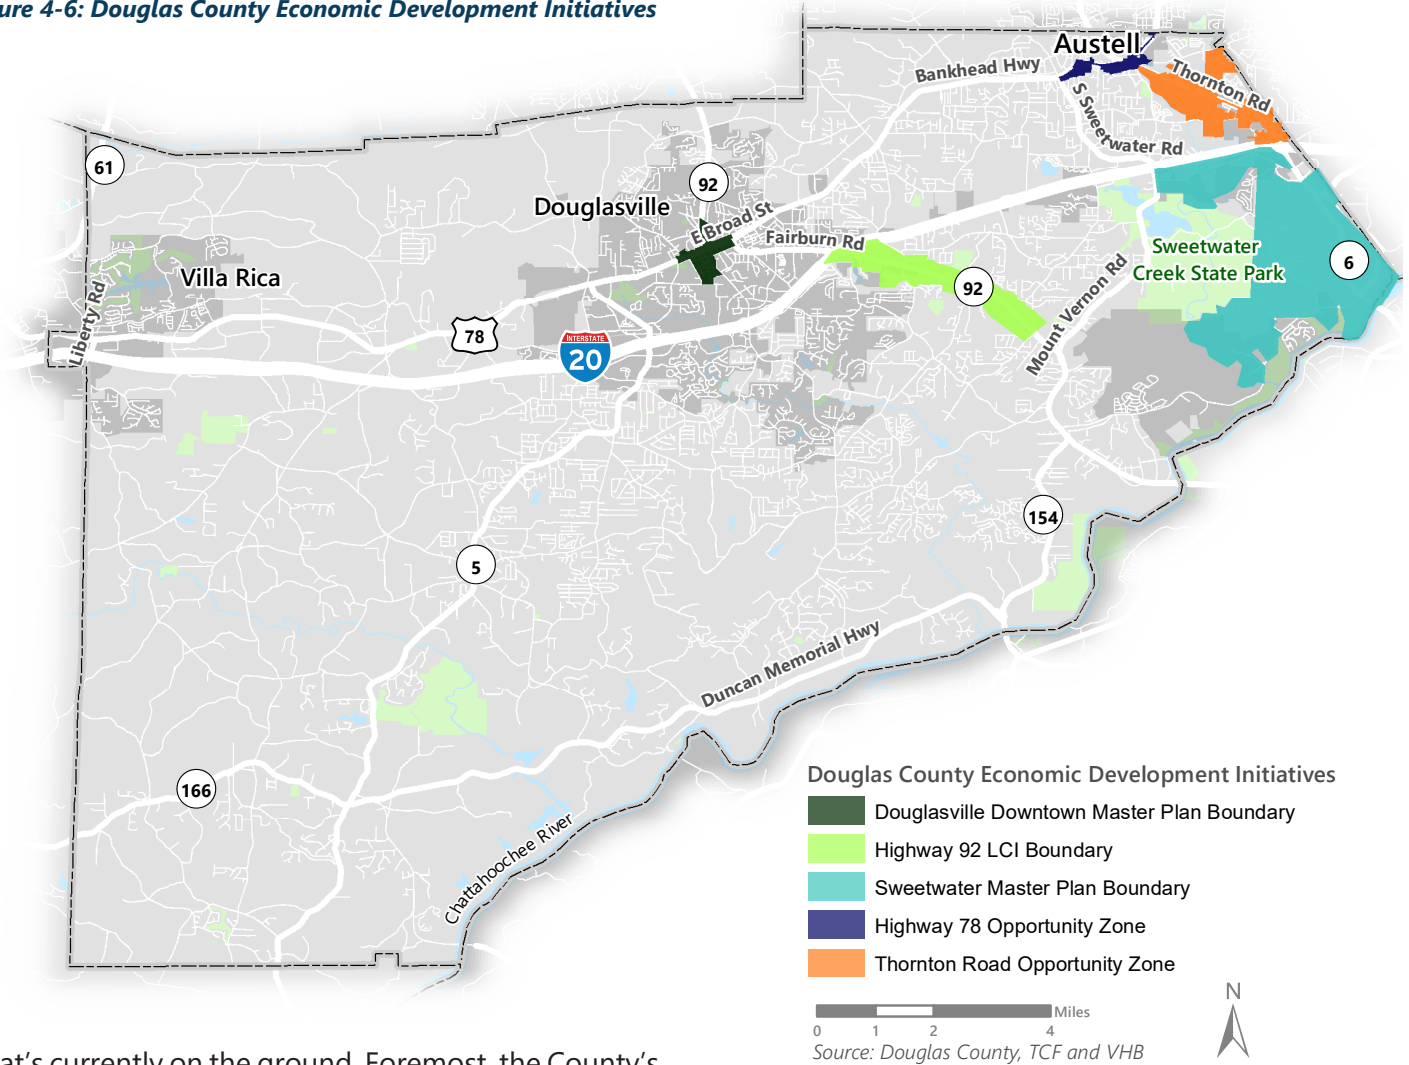 ure 4-6: Douglas County Economic Development Initiatives
Austell
Bankhead Hwy
Thornton Rd
S Sweetwater Rd
61
92
Douglasville
E Broad St
Fairburn Rd
Sweetwater
Creek State Park
6
Villa Rica
Liberty Rd
92
Mount Vernon Rd
78
INTERSTATE
20
154
5
Duncan Memorial Hwy
166
Chattahoochee River
Douglas County Economic Development Initiatives
Douglasville Downtown Master Plan Boundary
Highway 92 LCI Boundary
Sweetwater Master Plan Boundary
Highway 78 Opportunity Zone
Thornton Road Opportunity Zone
N
Miles
0 1 2 4
Source: Douglas County, TCF and VHB
at's currently on the ground. Foremost, the County's